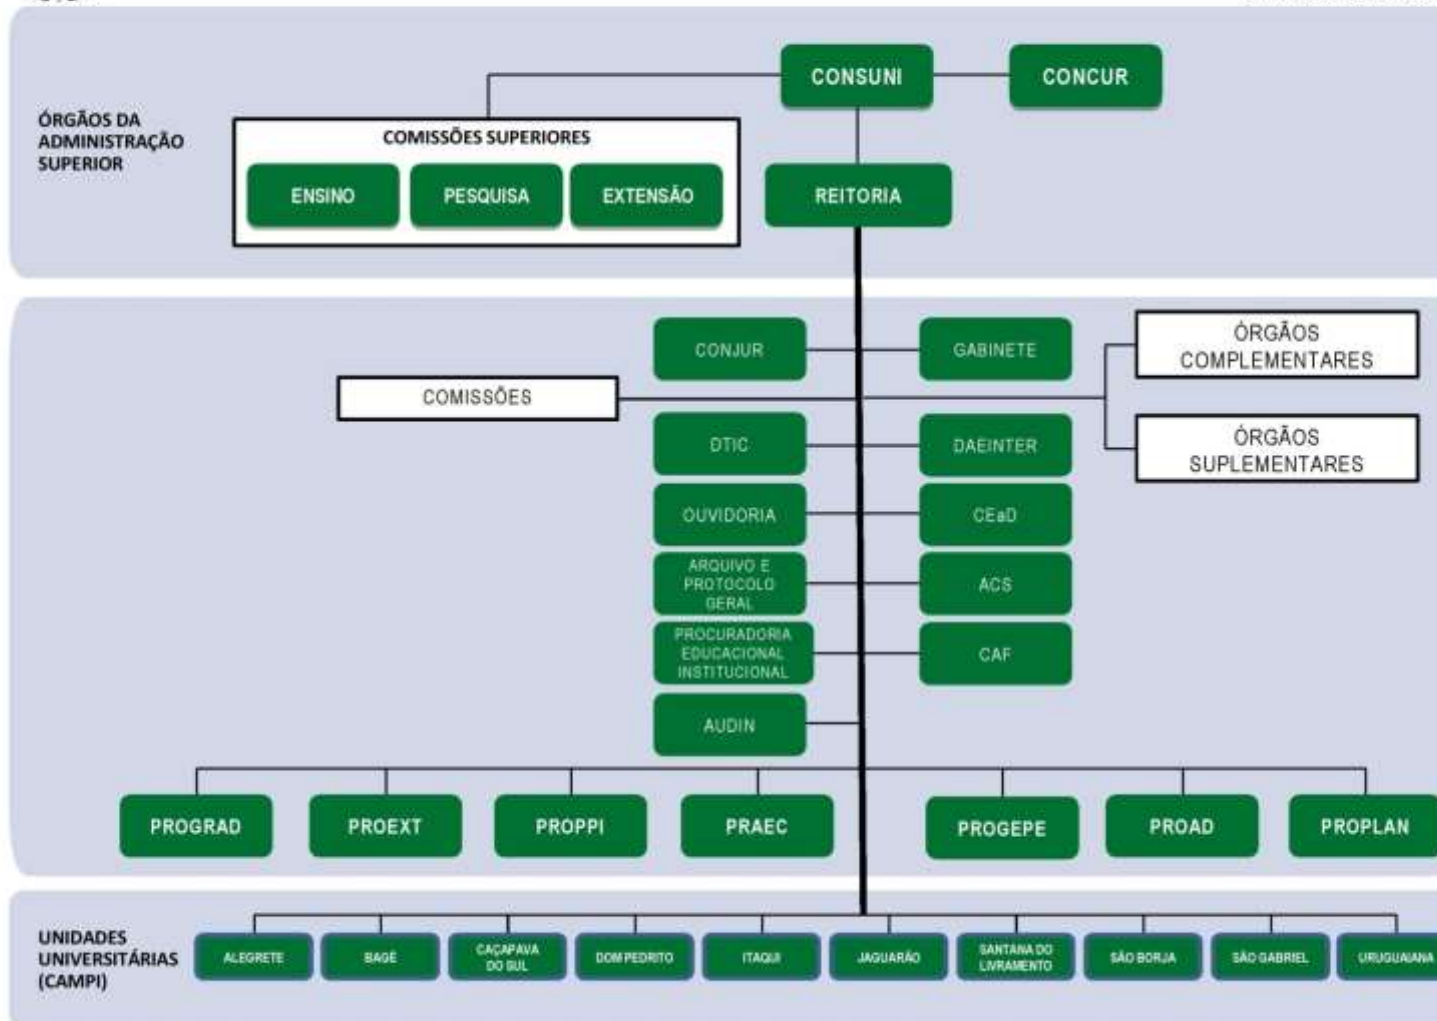 CONSUNI
CONCUR
ÓRGÃOS DA
ADMINISTRAÇÃO
SUPERIOR
COMISSÕES SUPERIORES
ENSINO
PESQUISA
EXTENSÃO
REITORIA
CONJUR
GABINETE
ÓRGÃOS
COMPLEMENTARES
COMISSÕES
DTIC
DAEINTER
ÓRGÃOS
SUPLEMENTARES
OUVIDORIA
CEaD
ARQUIVO E
PROTOCOLO
GERAL
ACS
PROCURADORIA
EDUCACIONAL
INSTITUCIONAL
CAF
AUDIN
PROGRAD
PROEXT
PROPPI
PRAEC
PROGEPE
PROAD
PROPLAN
UNIDADES
UNIVERSITÁRIAS
(CAMPI)
ALEGRETE
BAGÉ
CAÇAPAVA
DO SUL
DOM PEDRITO
ITAQUI
JAGUARÃO
SANTANA DO
LIVRAMENTO
SÃO BORJA
SÃO GABRIEL
URUGUAIANA